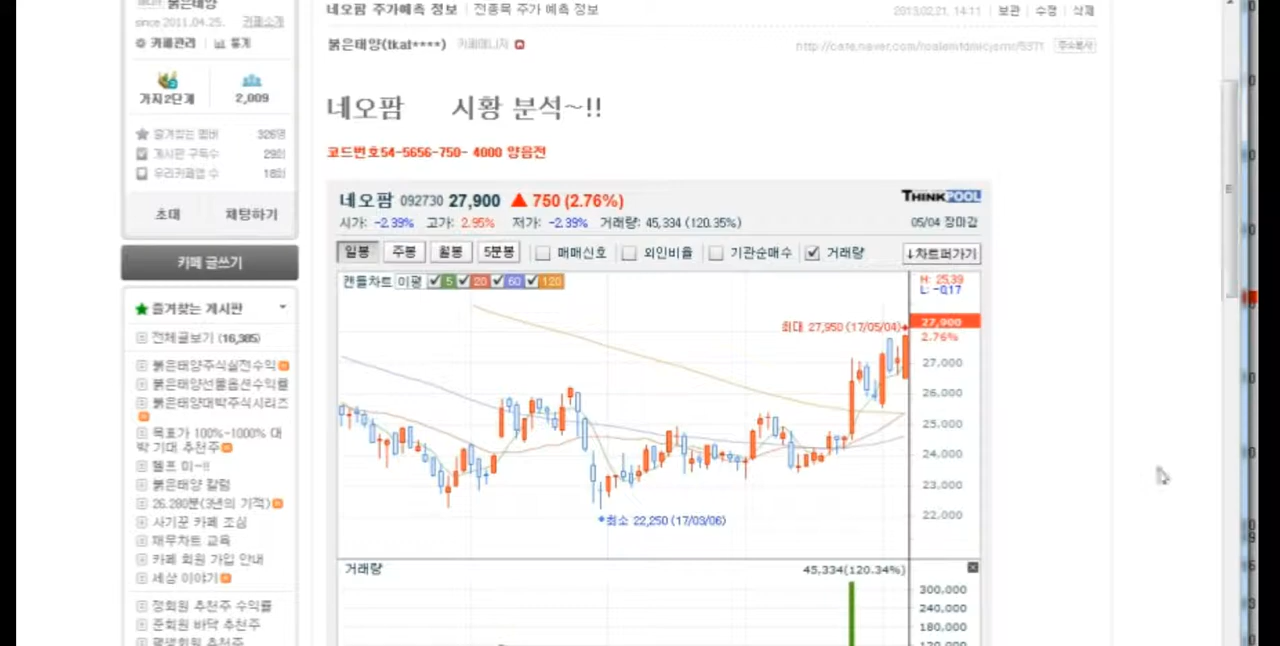 붉은태양
since 2011.04.25. 카페소개
카페관리 통계
가지2단계 2,009
즐겨찾는 멤버 326명
게시판 구독수 29회
우리카페앱 수 18회
초대 채팅하기
카페 글쓰기
즐겨찾는 게시판
전체글보기 (16,385)
붉은태양주식실전수익
붉은태양선물옵션수익률
붉은태양대박주식시리즈
목표가 100%~1000% 대
박 기대 추천주
헬프 미~!!
붉은태양 칼럼
26.280분(3년의 기적)
사기꾼 카페 조심
재무차트 교육
카페 회원 가입 안내
세상 이야기
정회원 추천주 수익률
준회원 바닥 추천주
평생회원 추천주
네오팜 주가예측 정보 | 전종목 주가 예측 정보
2013.02.21. 14:11 보관 수정 삭제
붉은태양(tkat****) 카페매니저
주소복사
네오팜 시황 분석~!!
코드번호54-5656-750- 4000 양음전
네오팜 092730 27,900 ▲ 750 (2.76%)
THINKPOOL
시가: -2.39% 고가: 2.95% 저가: -2.39% 거래량: 45,334 (120.35%)
05/04 장마감
일봉 주봉 월봉 5분봉 매매신호 외인비율 기관순매수 거래량 ↓차트퍼가기
캔들차트 이평 5 20 60 120
H: 25.39
L: -0.17
최대 27,950 (17/05/04)
27,900
2.76%
27,000
26,000
25,000
24,000
23,000
22,000
최소 22,250 (17/03/06)
거래량
45,334(120.34%)
300,000
240,000
180,000
120,000